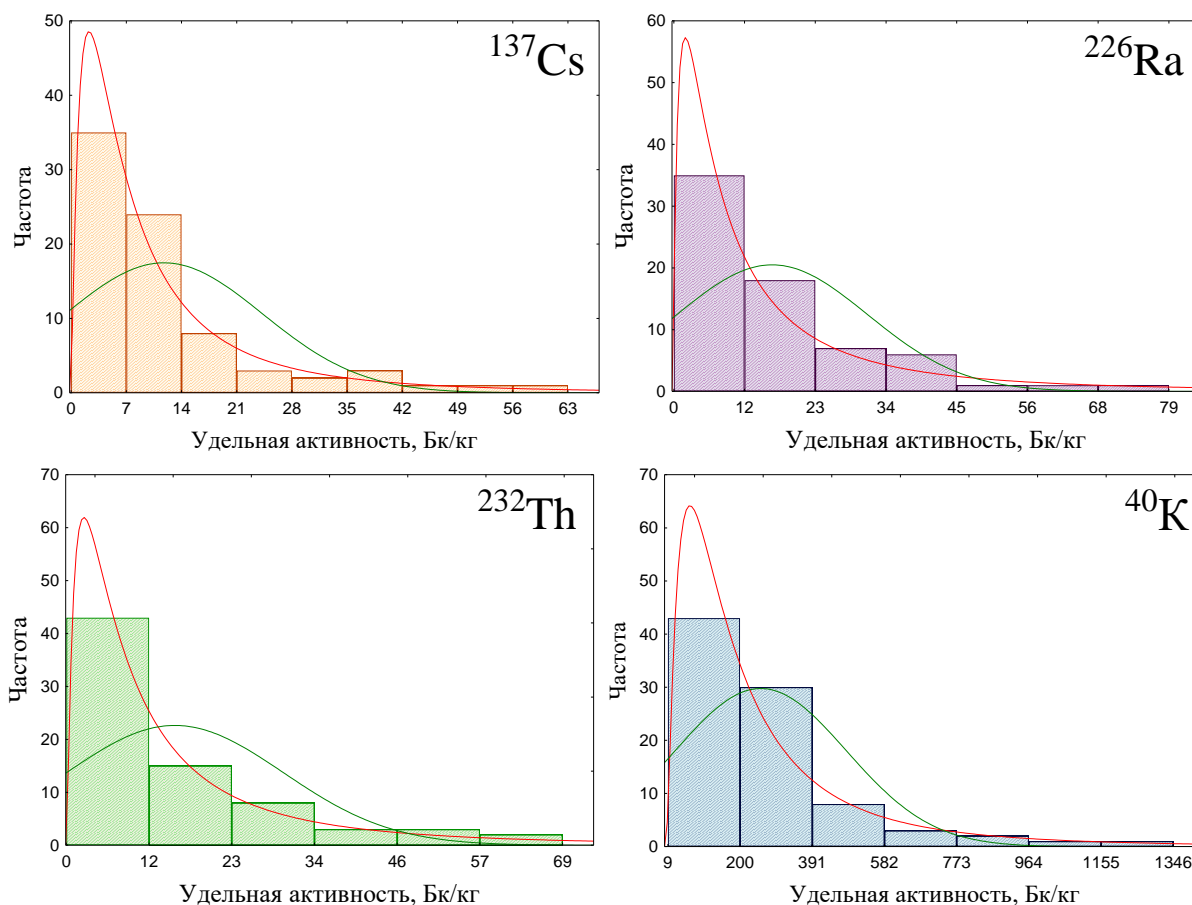 ¹³⁷Cs
50
40
30
20
10
0
Частота
0 7 14 21 28 35 42 49 56 63
Удельная активность, Бк/кг
²²⁶Ra
60
50
40
30
20
10
0
Частота
0 12 23 34 45 56 68 79
Удельная активность, Бк/кг
²³²Th
70
60
50
40
30
20
10
0
Частота
0 12 23 34 46 57 69
Удельная активность, Бк/кг
⁴⁰К
70
60
50
40
30
20
10
0
Частота
9 200 391 582 773 964 1155 1346
Удельная активность, Бк/кг